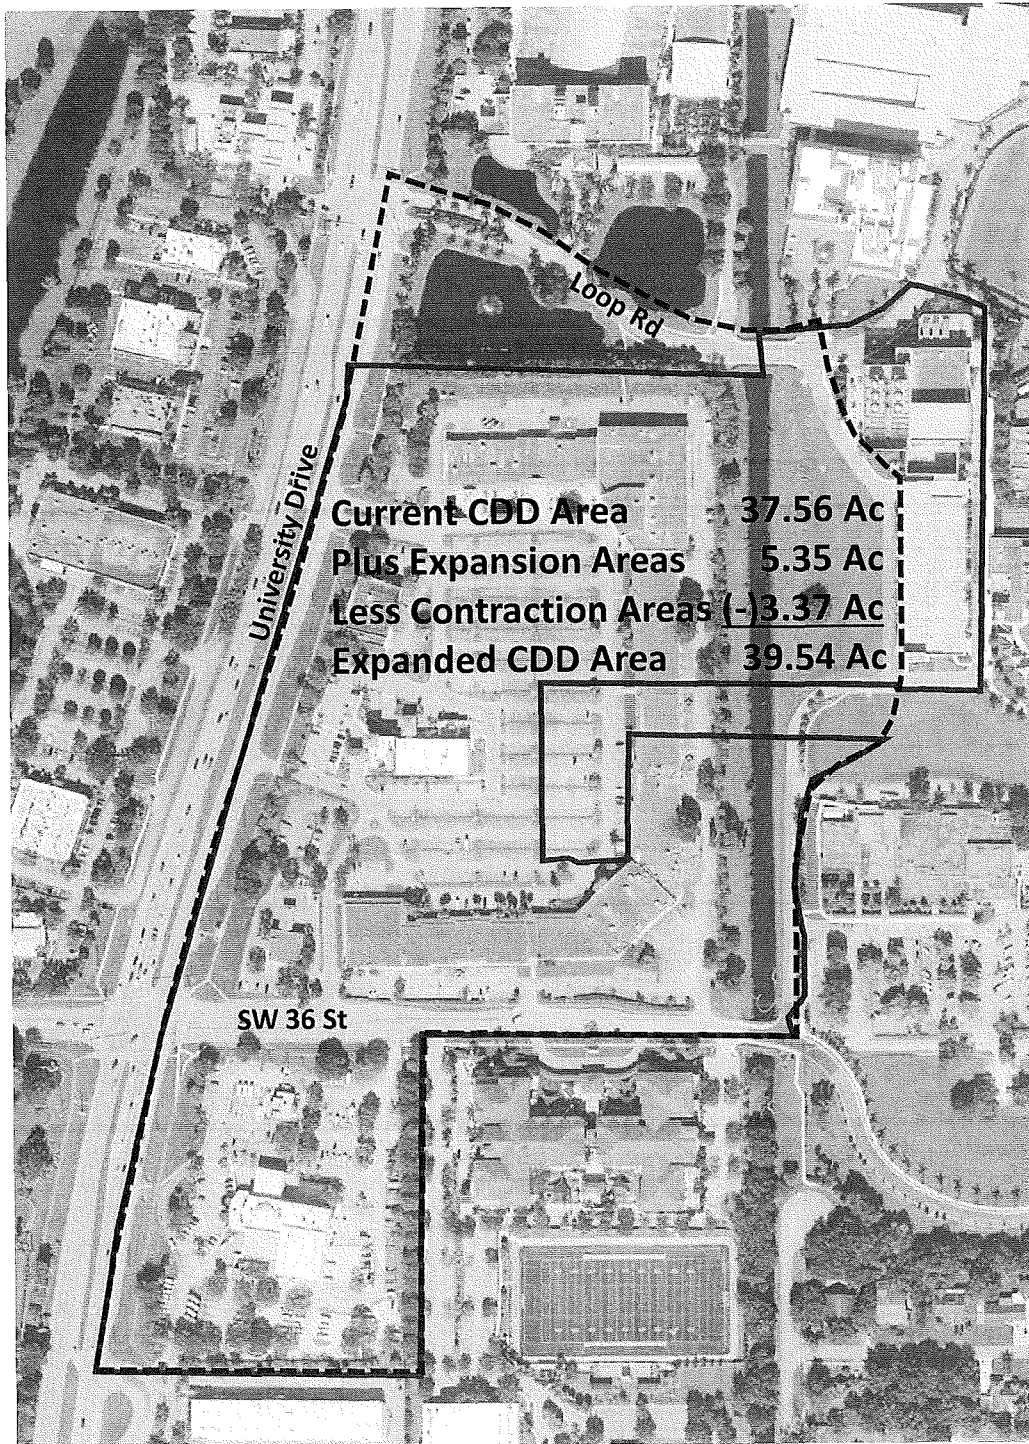 Loop Rd
University Drive
Current CDD Area 37.56 Ac
Plus Expansion Areas 5.35 Ac
Less Contraction Areas (-)3.37 Ac
Expanded CDD Area 39.54 Ac
SW 36 St